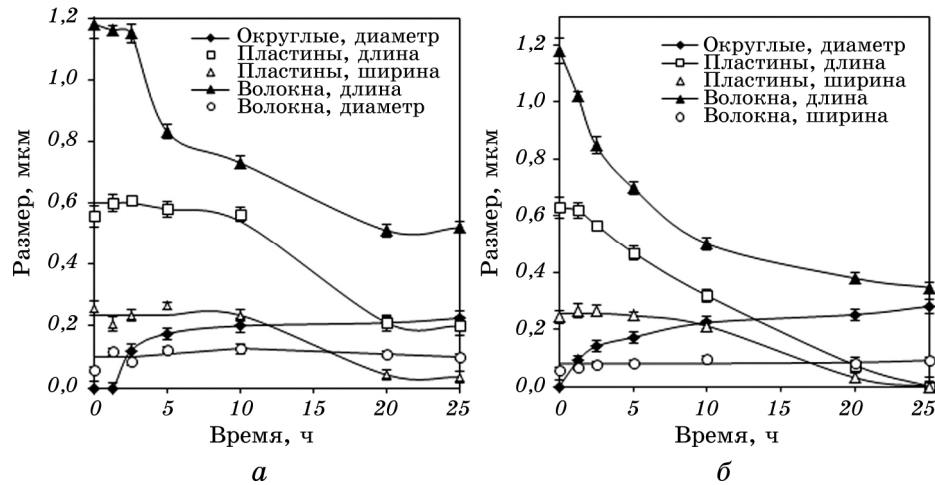 1,2
1,0
0,8
0,6
0,4
0,2
0,0
Размер, мкм
Округлые, диаметр
Пластины, длина
Пластины, ширина
Волокна, длина
Волокна, диаметр
0 5 10 15 20 25
Время, ч
а
1,2
1,0
0,8
0,6
0,4
0,2
0,0
Размер, мкм
Округлые, диаметр
Пластины, длина
Пластины, ширина
Волокна, длина
Волокна, ширина
0 5 10 15 20 25
Время, ч
б